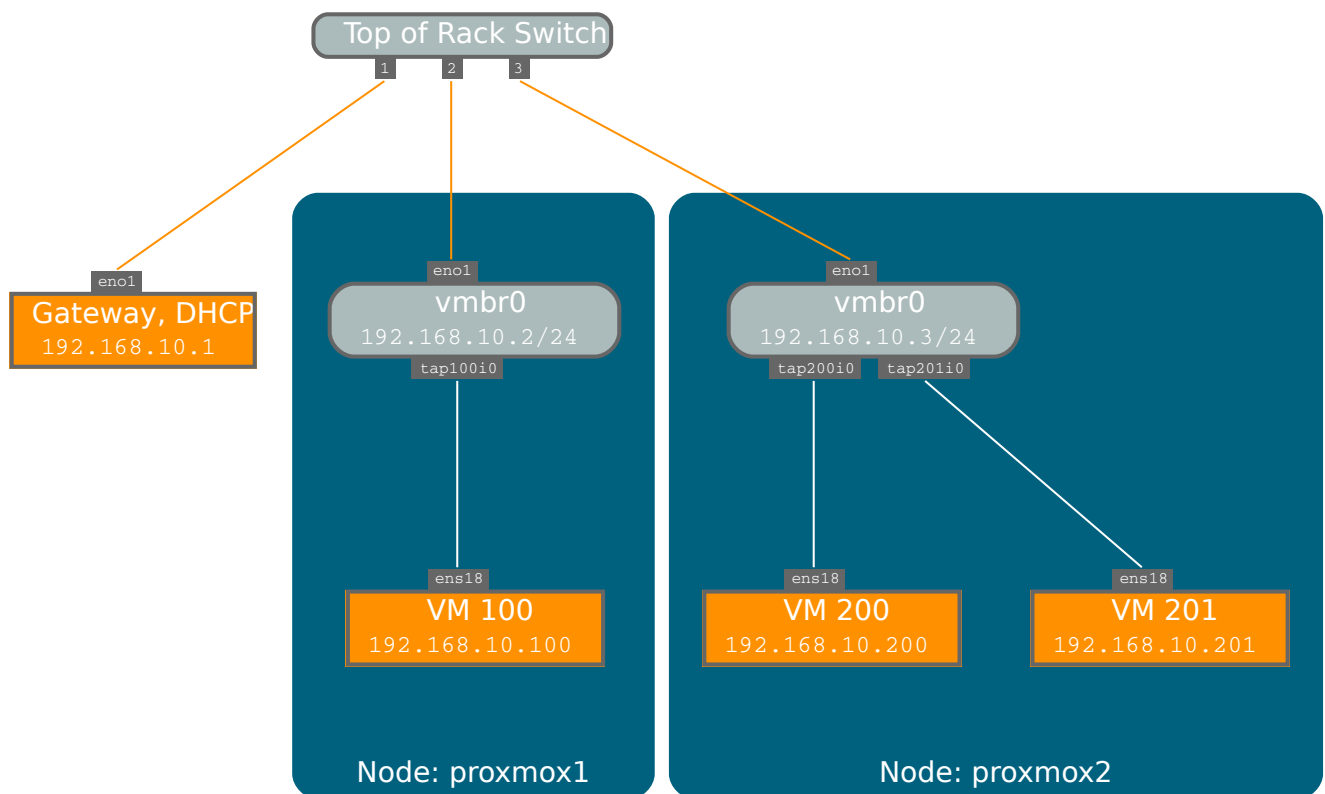 Top of Rack Switch
1
2
3
eno1
Gateway, DHCP
192.168.10.1
eno1
vmbr0
192.168.10.2/24
tap100i0
ens18
VM 100
192.168.10.100
Node: proxmox1
eno1
vmbr0
192.168.10.3/24
tap200i0
tap201i0
ens18
VM 200
192.168.10.200
ens18
VM 201
192.168.10.201
Node: proxmox2